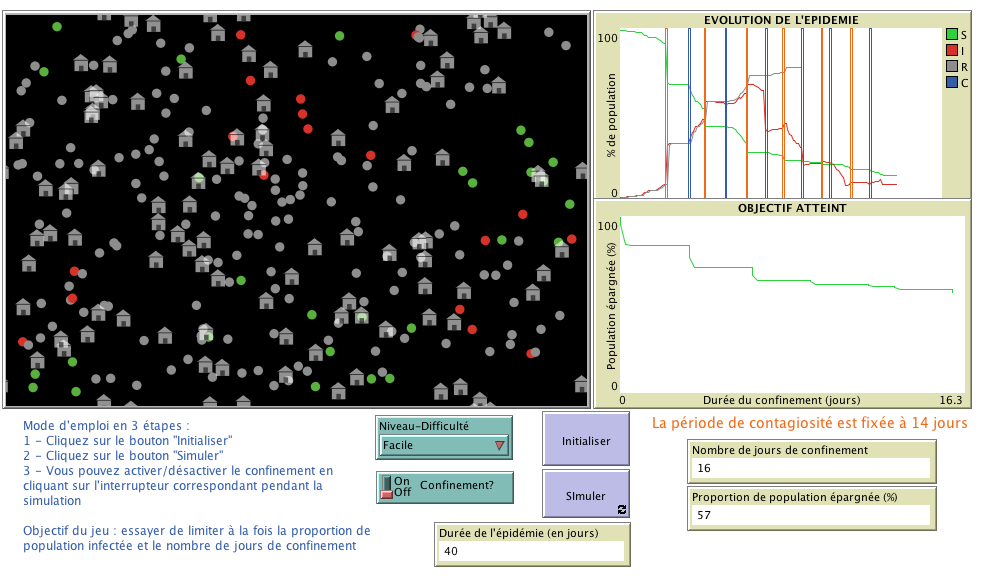 EVOLUTION DE L'EPIDEMIE
100
% de population
0
S
I
R
C
OBJECTIF ATTEINT
100
Population épargnée (%)
0
0
Durée du confinement (jours)
16.3
Mode d'emploi en 3 étapes :
1 - Cliquez sur le bouton "Initialiser"
2 - Cliquez sur le bouton "Simuler"
3 - Vous pouvez activer/désactiver le confinement en
cliquant sur l'interrupteur correspondant pendant la
simulation
Objectif du jeu : essayer de limiter à la fois la proportion de
population infectée et le nombre de jours de confinement
Niveau-Difficulté
Facile
On
Off
Confinement?
Initialiser
SImuler
Durée de l'épidémie (en jours)
40
La période de contagiosité est fixée à 14 jours
Nombre de jours de confinement
16
Proportion de population épargnée (%)
57